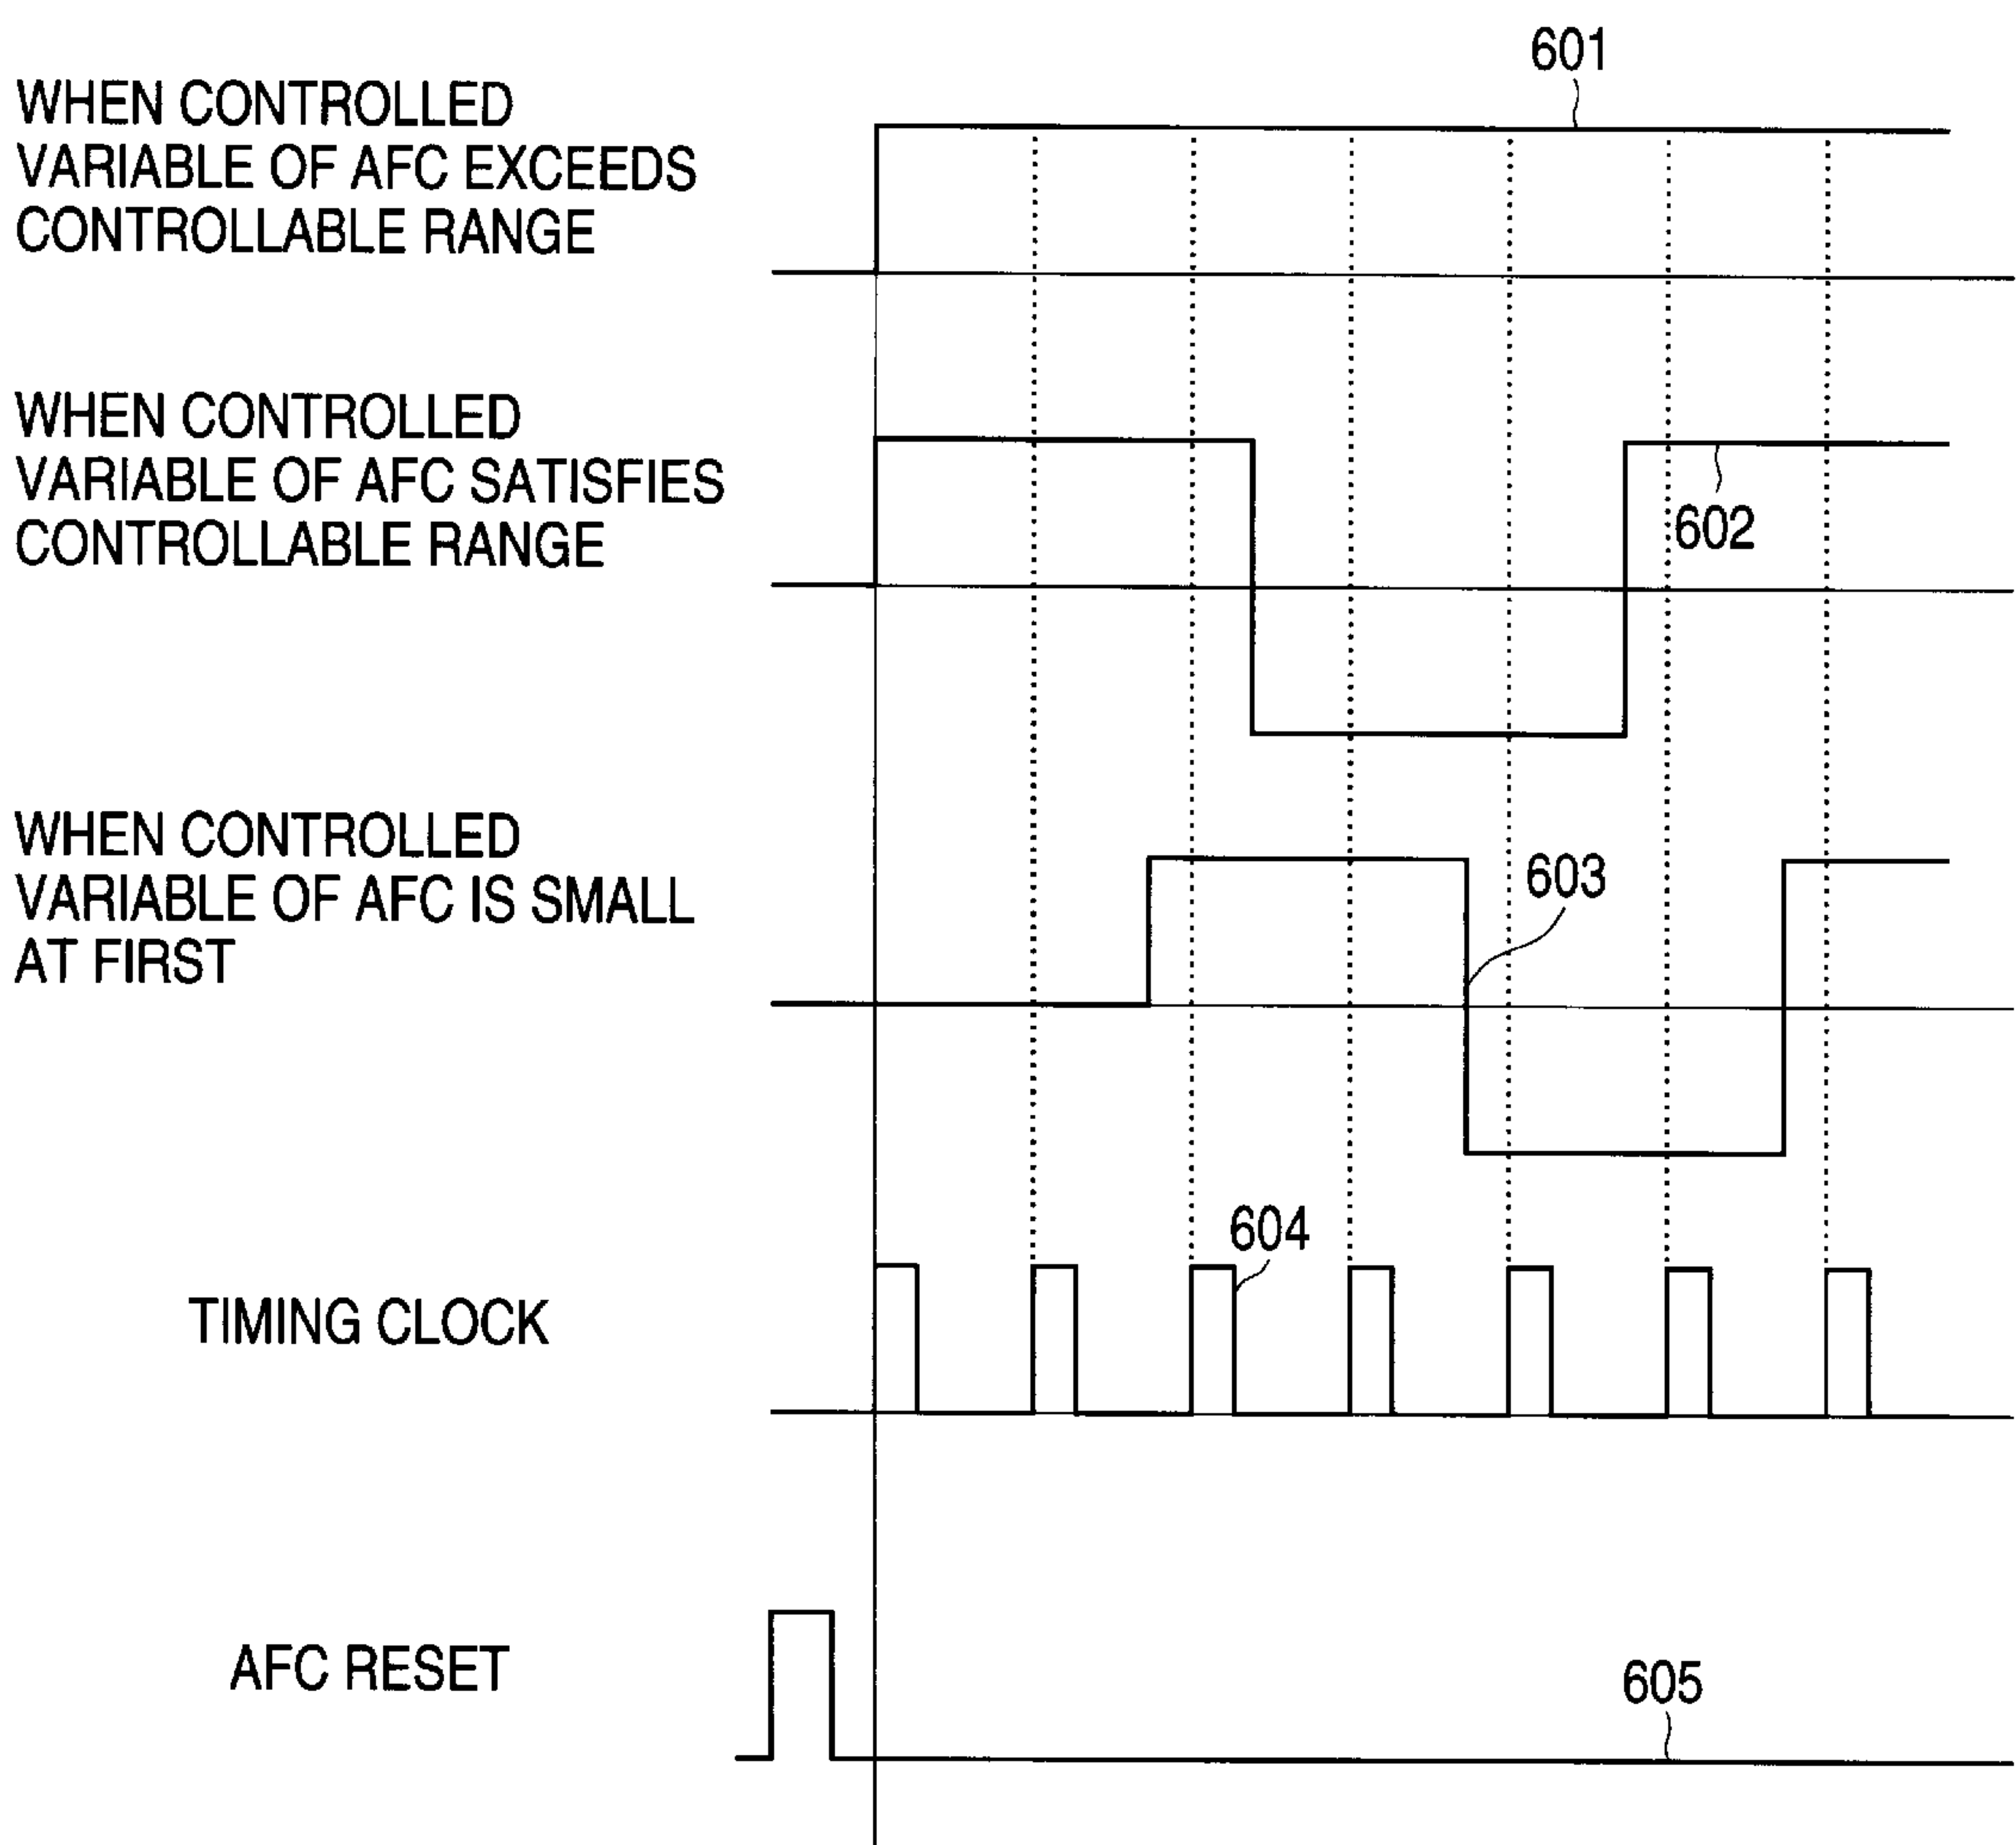 601
WHEN CONTROLLED
VARIABLE OF AFC EXCEEDS
CONTROLLABLE RANGE
WHEN CONTROLLED
VARIABLE OF AFC SATISFIES
CONTROLLABLE RANGE
602
WHEN CONTROLLED
VARIABLE OF AFC IS SMALL
AT FIRST
603
604
TIMING CLOCK
AFC RESET
605